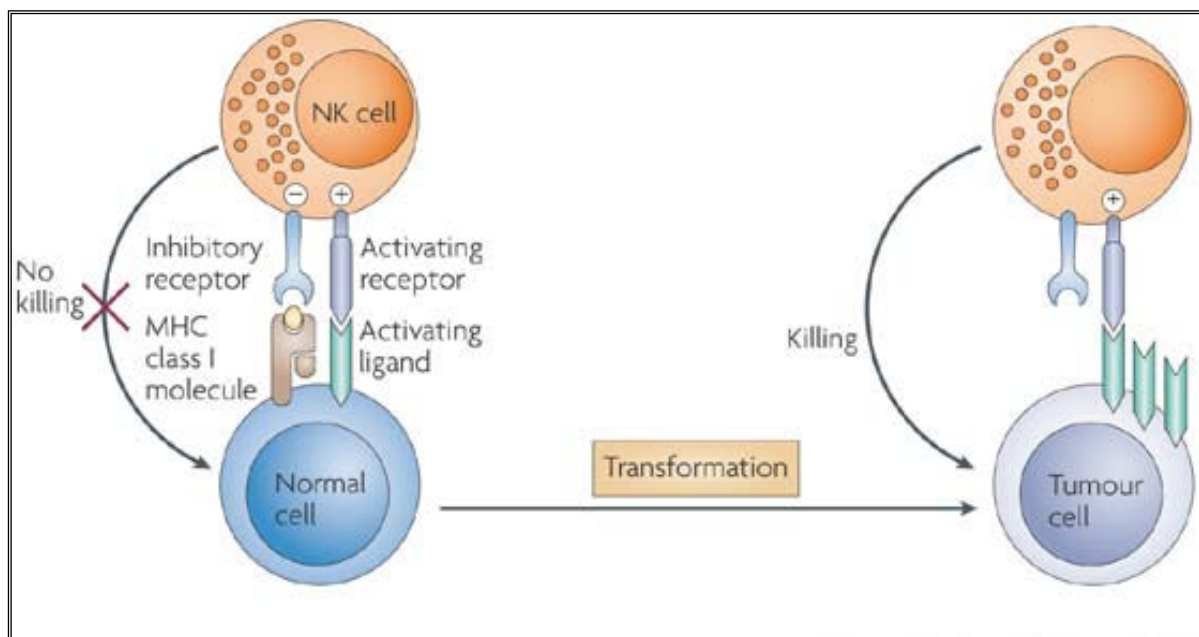 NK cell
−
+
Inhibitory
receptor
Activating
receptor
No
killing
MHC
class I
molecule
Activating
ligand
Normal
cell
Transformation
+
Killing
Tumour
cell